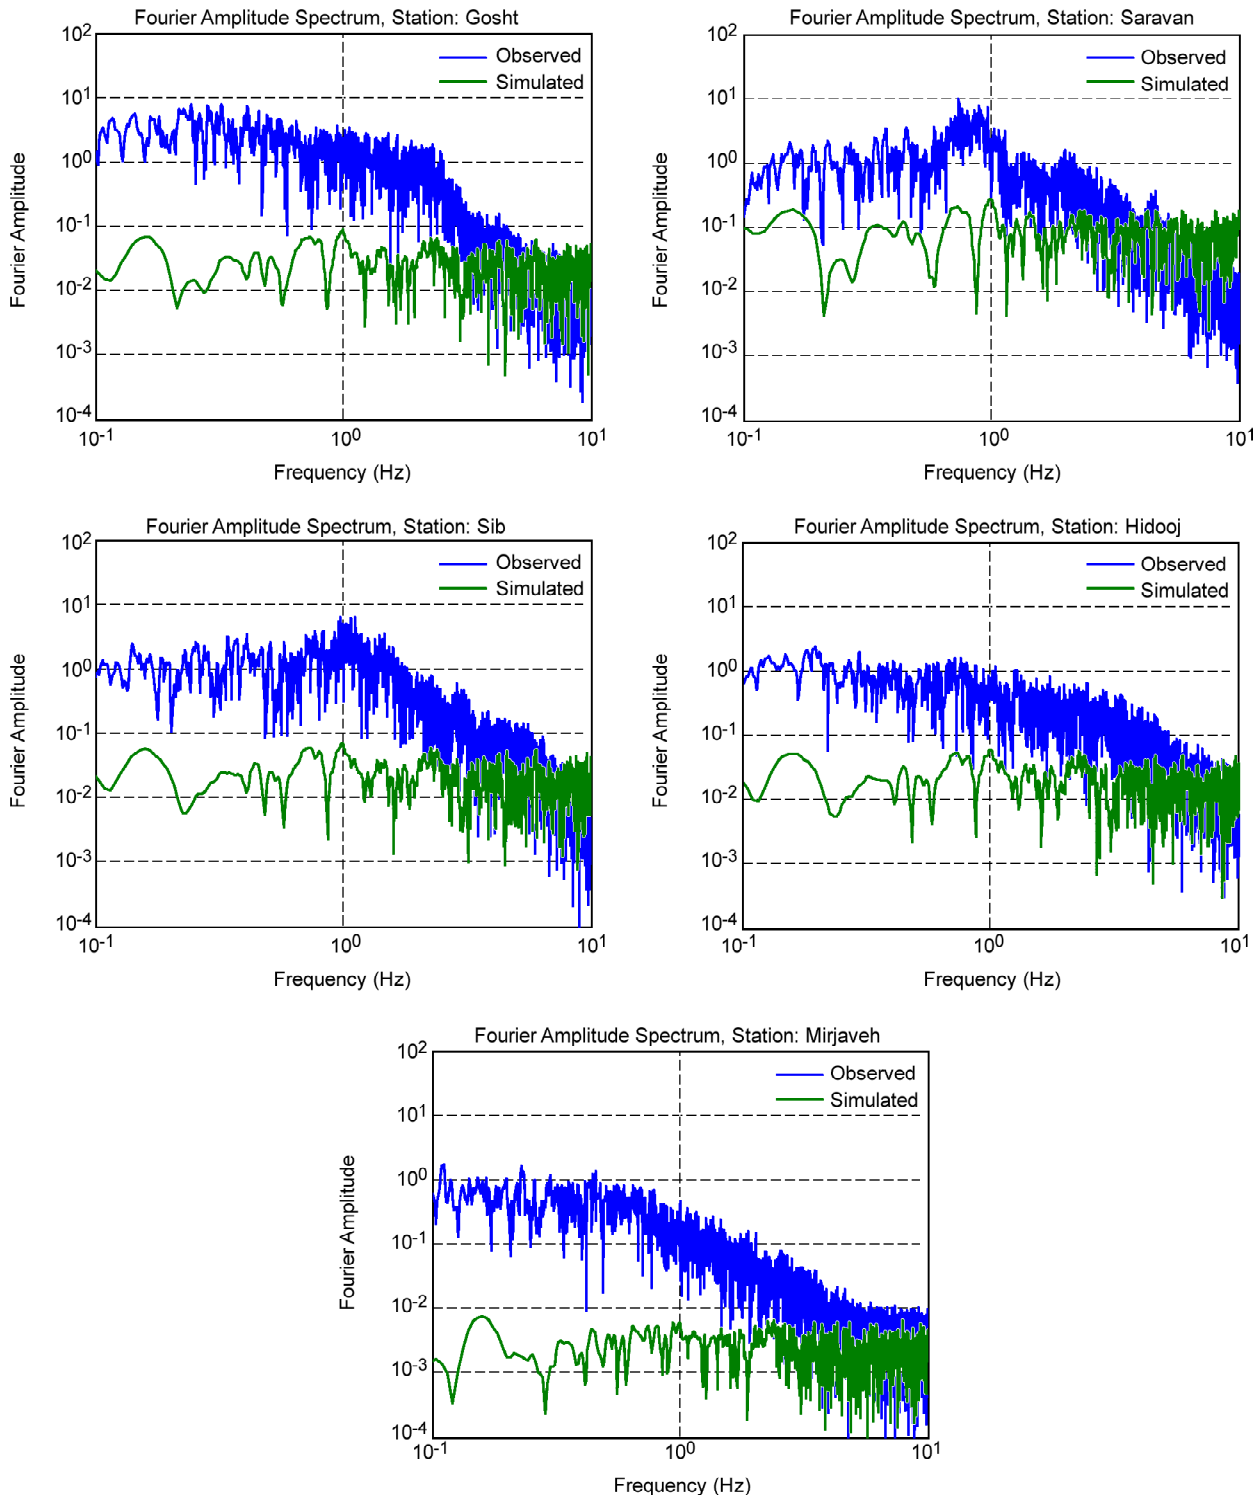 Fourier Amplitude Spectrum, Station: Gosht
10^2
10^1
10^0
10^-1
10^-2
10^-3
10^-4
Fourier Amplitude
Observed
Simulated
10^-1
10^0
10^1
Frequency (Hz)
Fourier Amplitude Spectrum, Station: Saravan
10^2
10^1
10^0
10^-1
10^-2
10^-3
10^-4
Fourier Amplitude
Observed
Simulated
10^-1
10^0
10^1
Frequency (Hz)
Fourier Amplitude Spectrum, Station: Sib
10^2
10^1
10^0
10^-1
10^-2
10^-3
10^-4
Fourier Amplitude
Observed
Simulated
10^-1
10^0
10^1
Frequency (Hz)
Fourier Amplitude Spectrum, Station: Hidooj
10^2
10^1
10^0
10^-1
10^-2
10^-3
10^-4
Fourier Amplitude
Observed
Simulated
10^-1
10^0
10^1
Frequency (Hz)
Fourier Amplitude Spectrum, Station: Mirjaveh
10^2
10^1
10^0
10^-1
10^-2
10^-3
10^-4
Fourier Amplitude
Observed
Simulated
10^-1
10^0
10^1
Frequency (Hz)